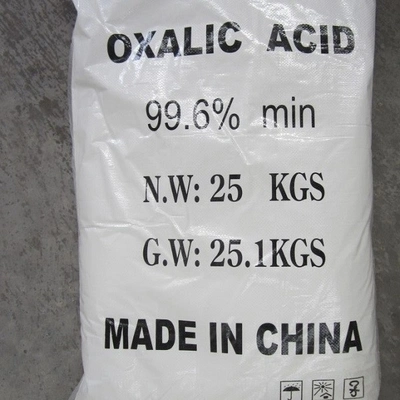 OXALIC ACID
99.6% min
N.W: 25 KGS
G.W: 25.1KGS
MADE IN CHINA